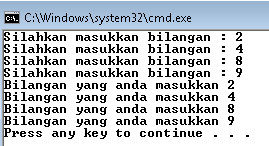 C:\Windows\system32\cmd.exe
Silahkan masukkan bilangan : 2
Silahkan masukkan bilangan : 4
Silahkan masukkan bilangan : 8
Silahkan masukkan bilangan : 9
Bilangan yang anda masukkan 2
Bilangan yang anda masukkan 4
Bilangan yang anda masukkan 8
Bilangan yang anda masukkan 9
Press any key to continue . . .